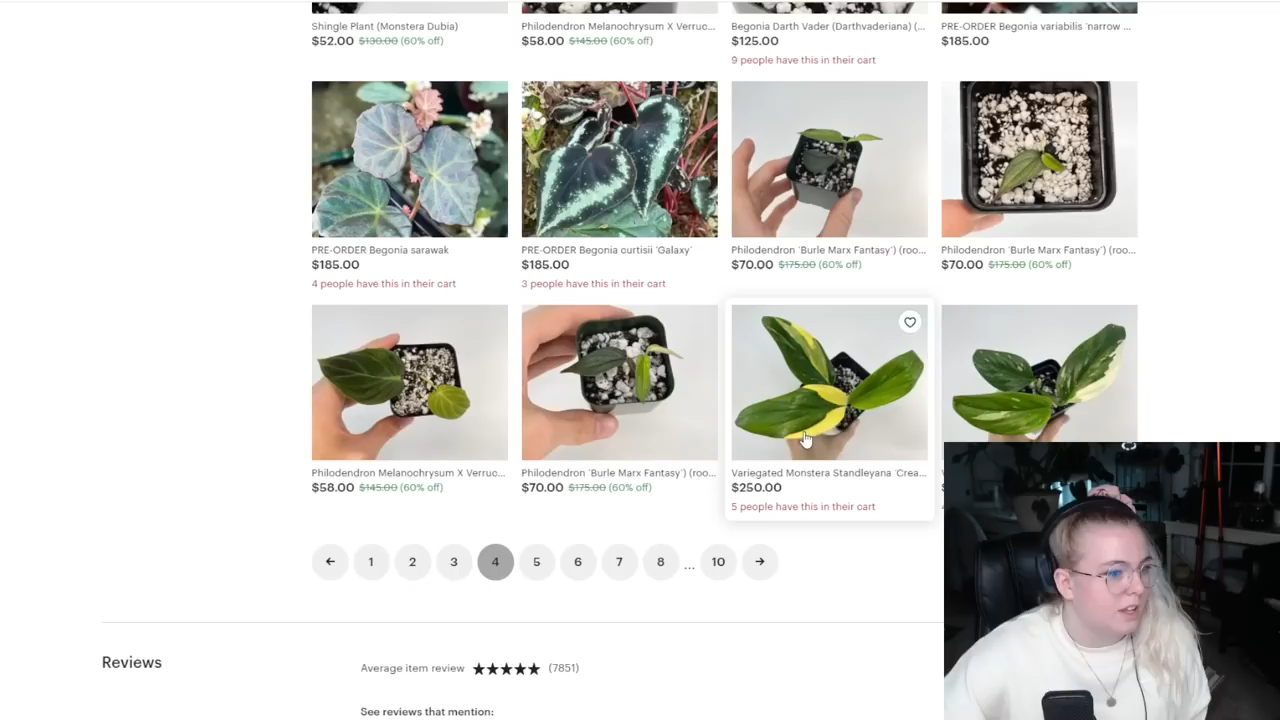 Shingle Plant (Monstera Dubia)
$52.00 $130.00 (60% off)
Philodendron Melanochrysum X Verruc...
$58.00 $145.00 (60% off)
Begonia Darth Vader (Darthvaderiana) (...
$125.00
9 people have this in their cart
PRE-ORDER Begonia variabilis 'narrow ...
$185.00
PRE-ORDER Begonia sarawak
$185.00
4 people have this in their cart
PRE-ORDER Begonia curtisii 'Galaxy'
$185.00
3 people have this in their cart
Philodendron 'Burle Marx Fantasy') (roo...
$70.00 $175.00 (60% off)
Philodendron 'Burle Marx Fantasy') (roo...
$70.00 $175.00 (60% off)
Philodendron Melanochrysum X Verruc...
$58.00 $145.00 (60% off)
Philodendron 'Burle Marx Fantasy') (roo...
$70.00 $175.00 (60% off)
Variegated Monstera Standleyana 'Crea...
$250.00
5 people have this in their cart
1 2 3 4 5 6 7 8 ... 10
Reviews
Average item review ★★★★★ (7851)
See reviews that mention: